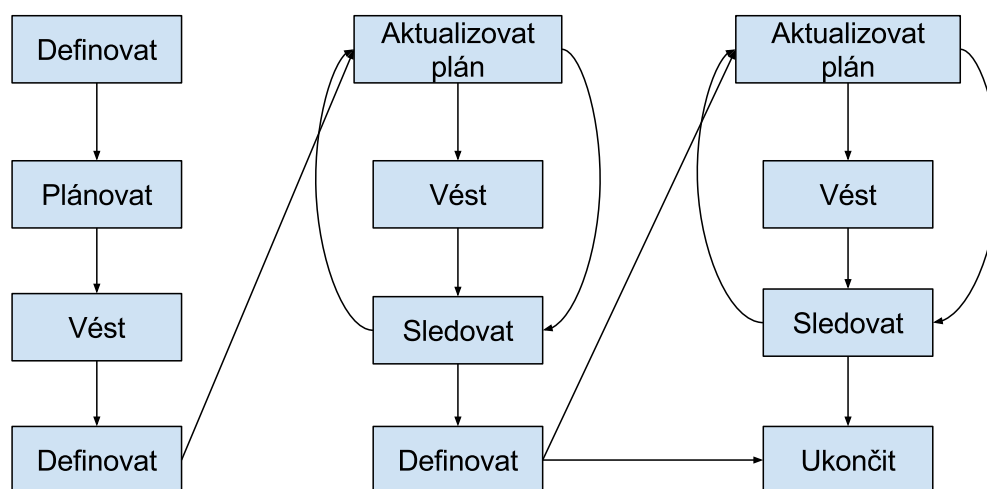 Definovat
Plánovat
Vést
Definovat
Aktualizovat
plán
Vést
Sledovat
Definovat
Aktualizovat
plán
Vést
Sledovat
Ukončit